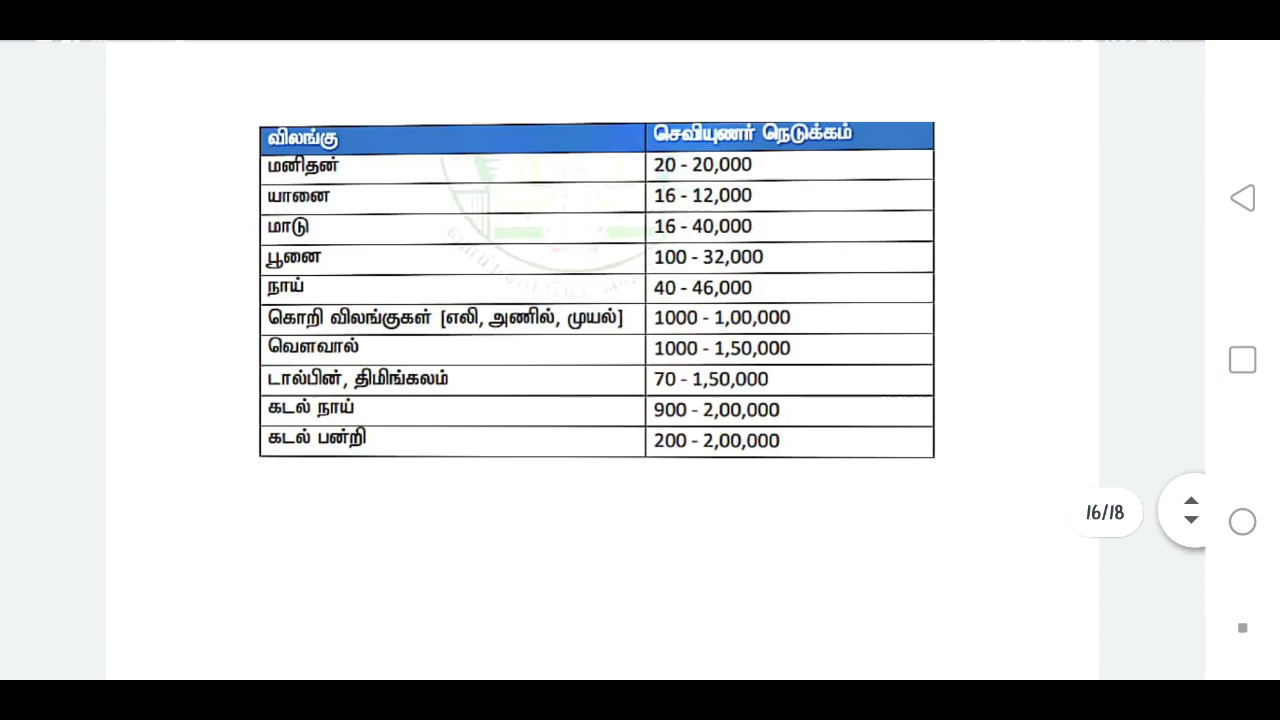 விலங்கு செவியுணர் நெடுக்கம்
மனிதன் 20 - 20,000
யானை 16 - 12,000
மாடு 16 - 40,000
பூனை 100 - 32,000
நாய் 40 - 46,000
கொறி விலங்குகள் [எலி, அணில், முயல்] 1000 - 1,00,000
வௌவால் 1000 - 1,50,000
டால்பின், திமிங்கலம் 70 - 1,50,000
கடல் நாய் 900 - 2,00,000
கடல் பன்றி 200 - 2,00,000
16/18